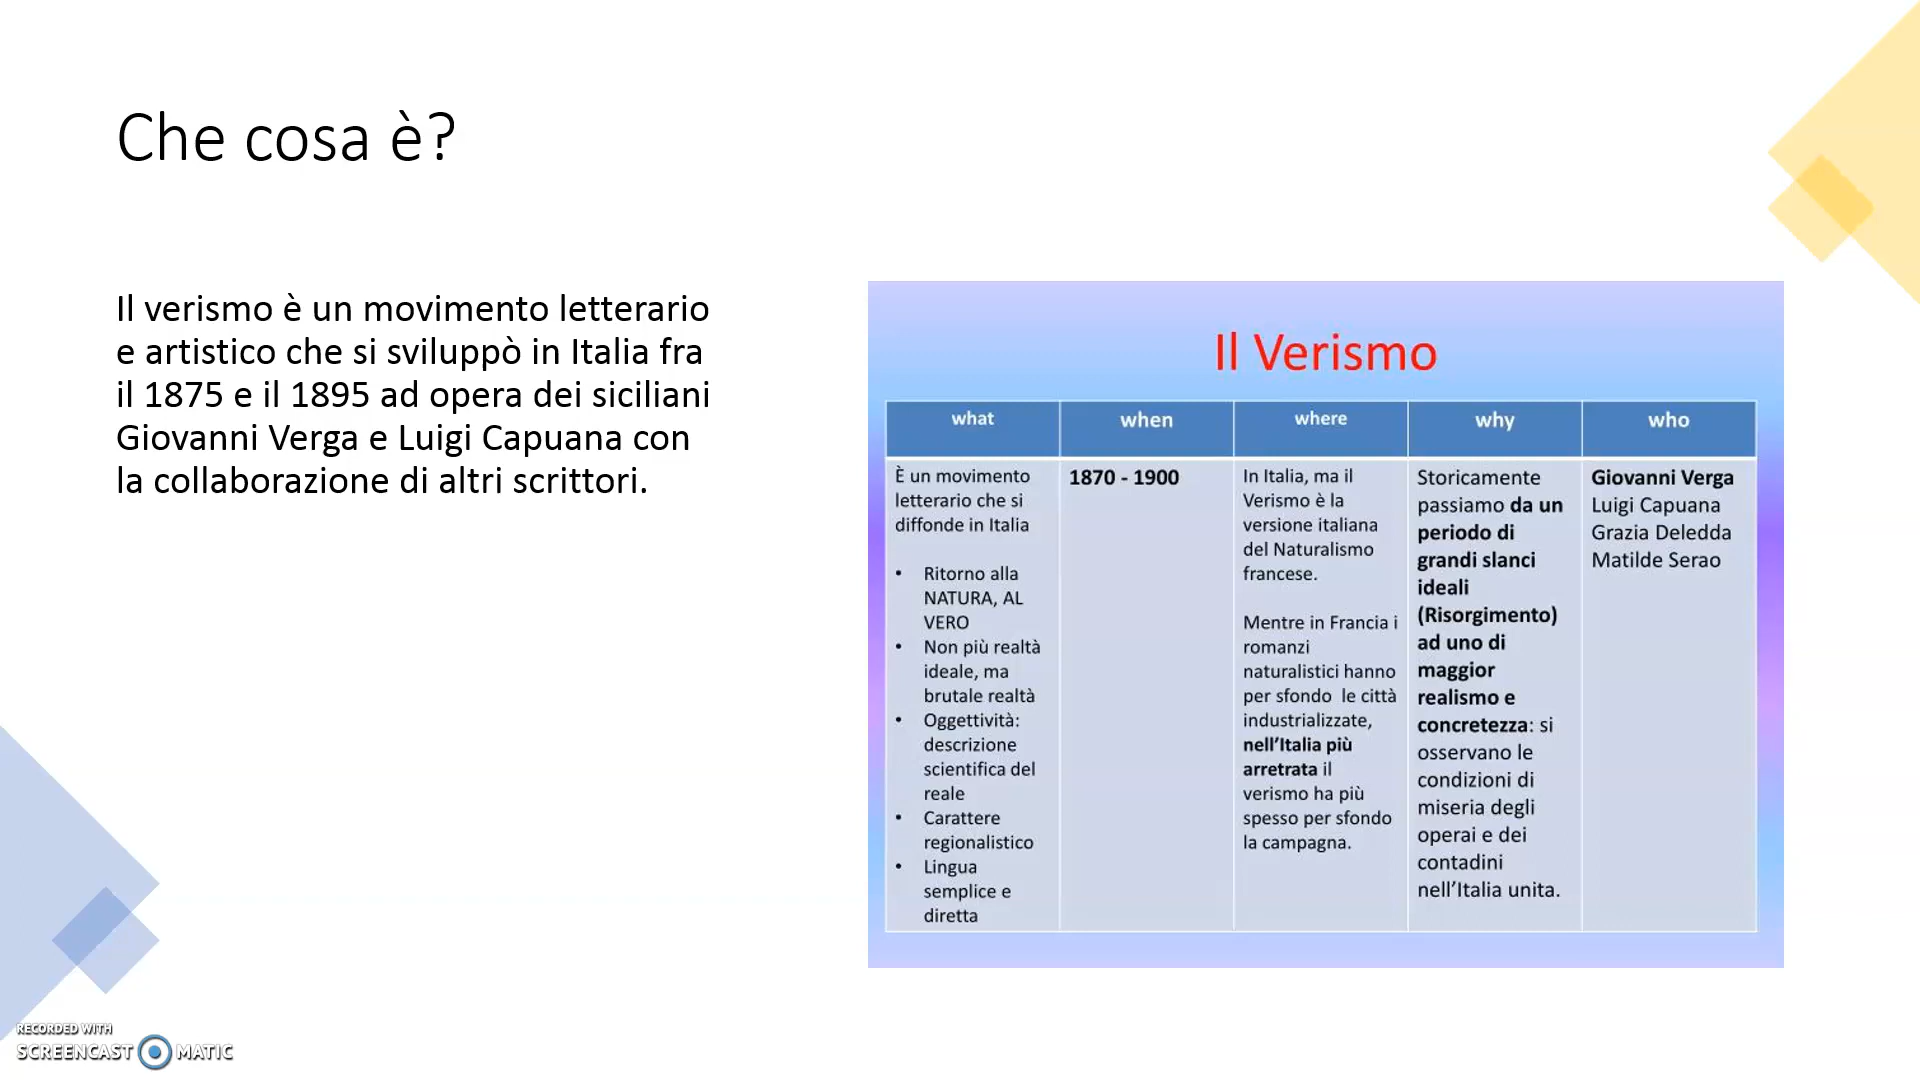 Che cosa è?
Il verismo è un movimento letterario
e artistico che si sviluppò in Italia fra
il 1875 e il 1895 ad opera dei siciliani
Giovanni Verga e Luigi Capuana con
la collaborazione di altri scrittori.
Il Verismo
what
when
where
why
who
È un movimento
letterario che si
diffonde in Italia
• Ritorno alla
NATURA, AL
VERO
• Non più realtà
ideale, ma
brutale realtà
• Oggettività:
descrizione
scientifica del
reale
• Carattere
regionalistico
• Lingua
semplice e
diretta
1870 - 1900
In Italia, ma il
Verismo è la
versione italiana
del Naturalismo
francese.
Mentre in Francia i
romanzi
naturalistici hanno
per sfondo le città
industrializzate,
nell’Italia più
arretrata il
verismo ha più
spesso per sfondo
la campagna.
Storicamente
passiamo da un
periodo di
grandi slanci
ideali
(Risorgimento)
ad uno di
maggior
realismo e
concretezza: si
osservano le
condizioni di
miseria degli
operai e dei
contadini
nell’Italia unita.
Giovanni Verga
Luigi Capuana
Grazia Deledda
Matilde Serao
RECORDED WITH
SCREENCAST MATIC